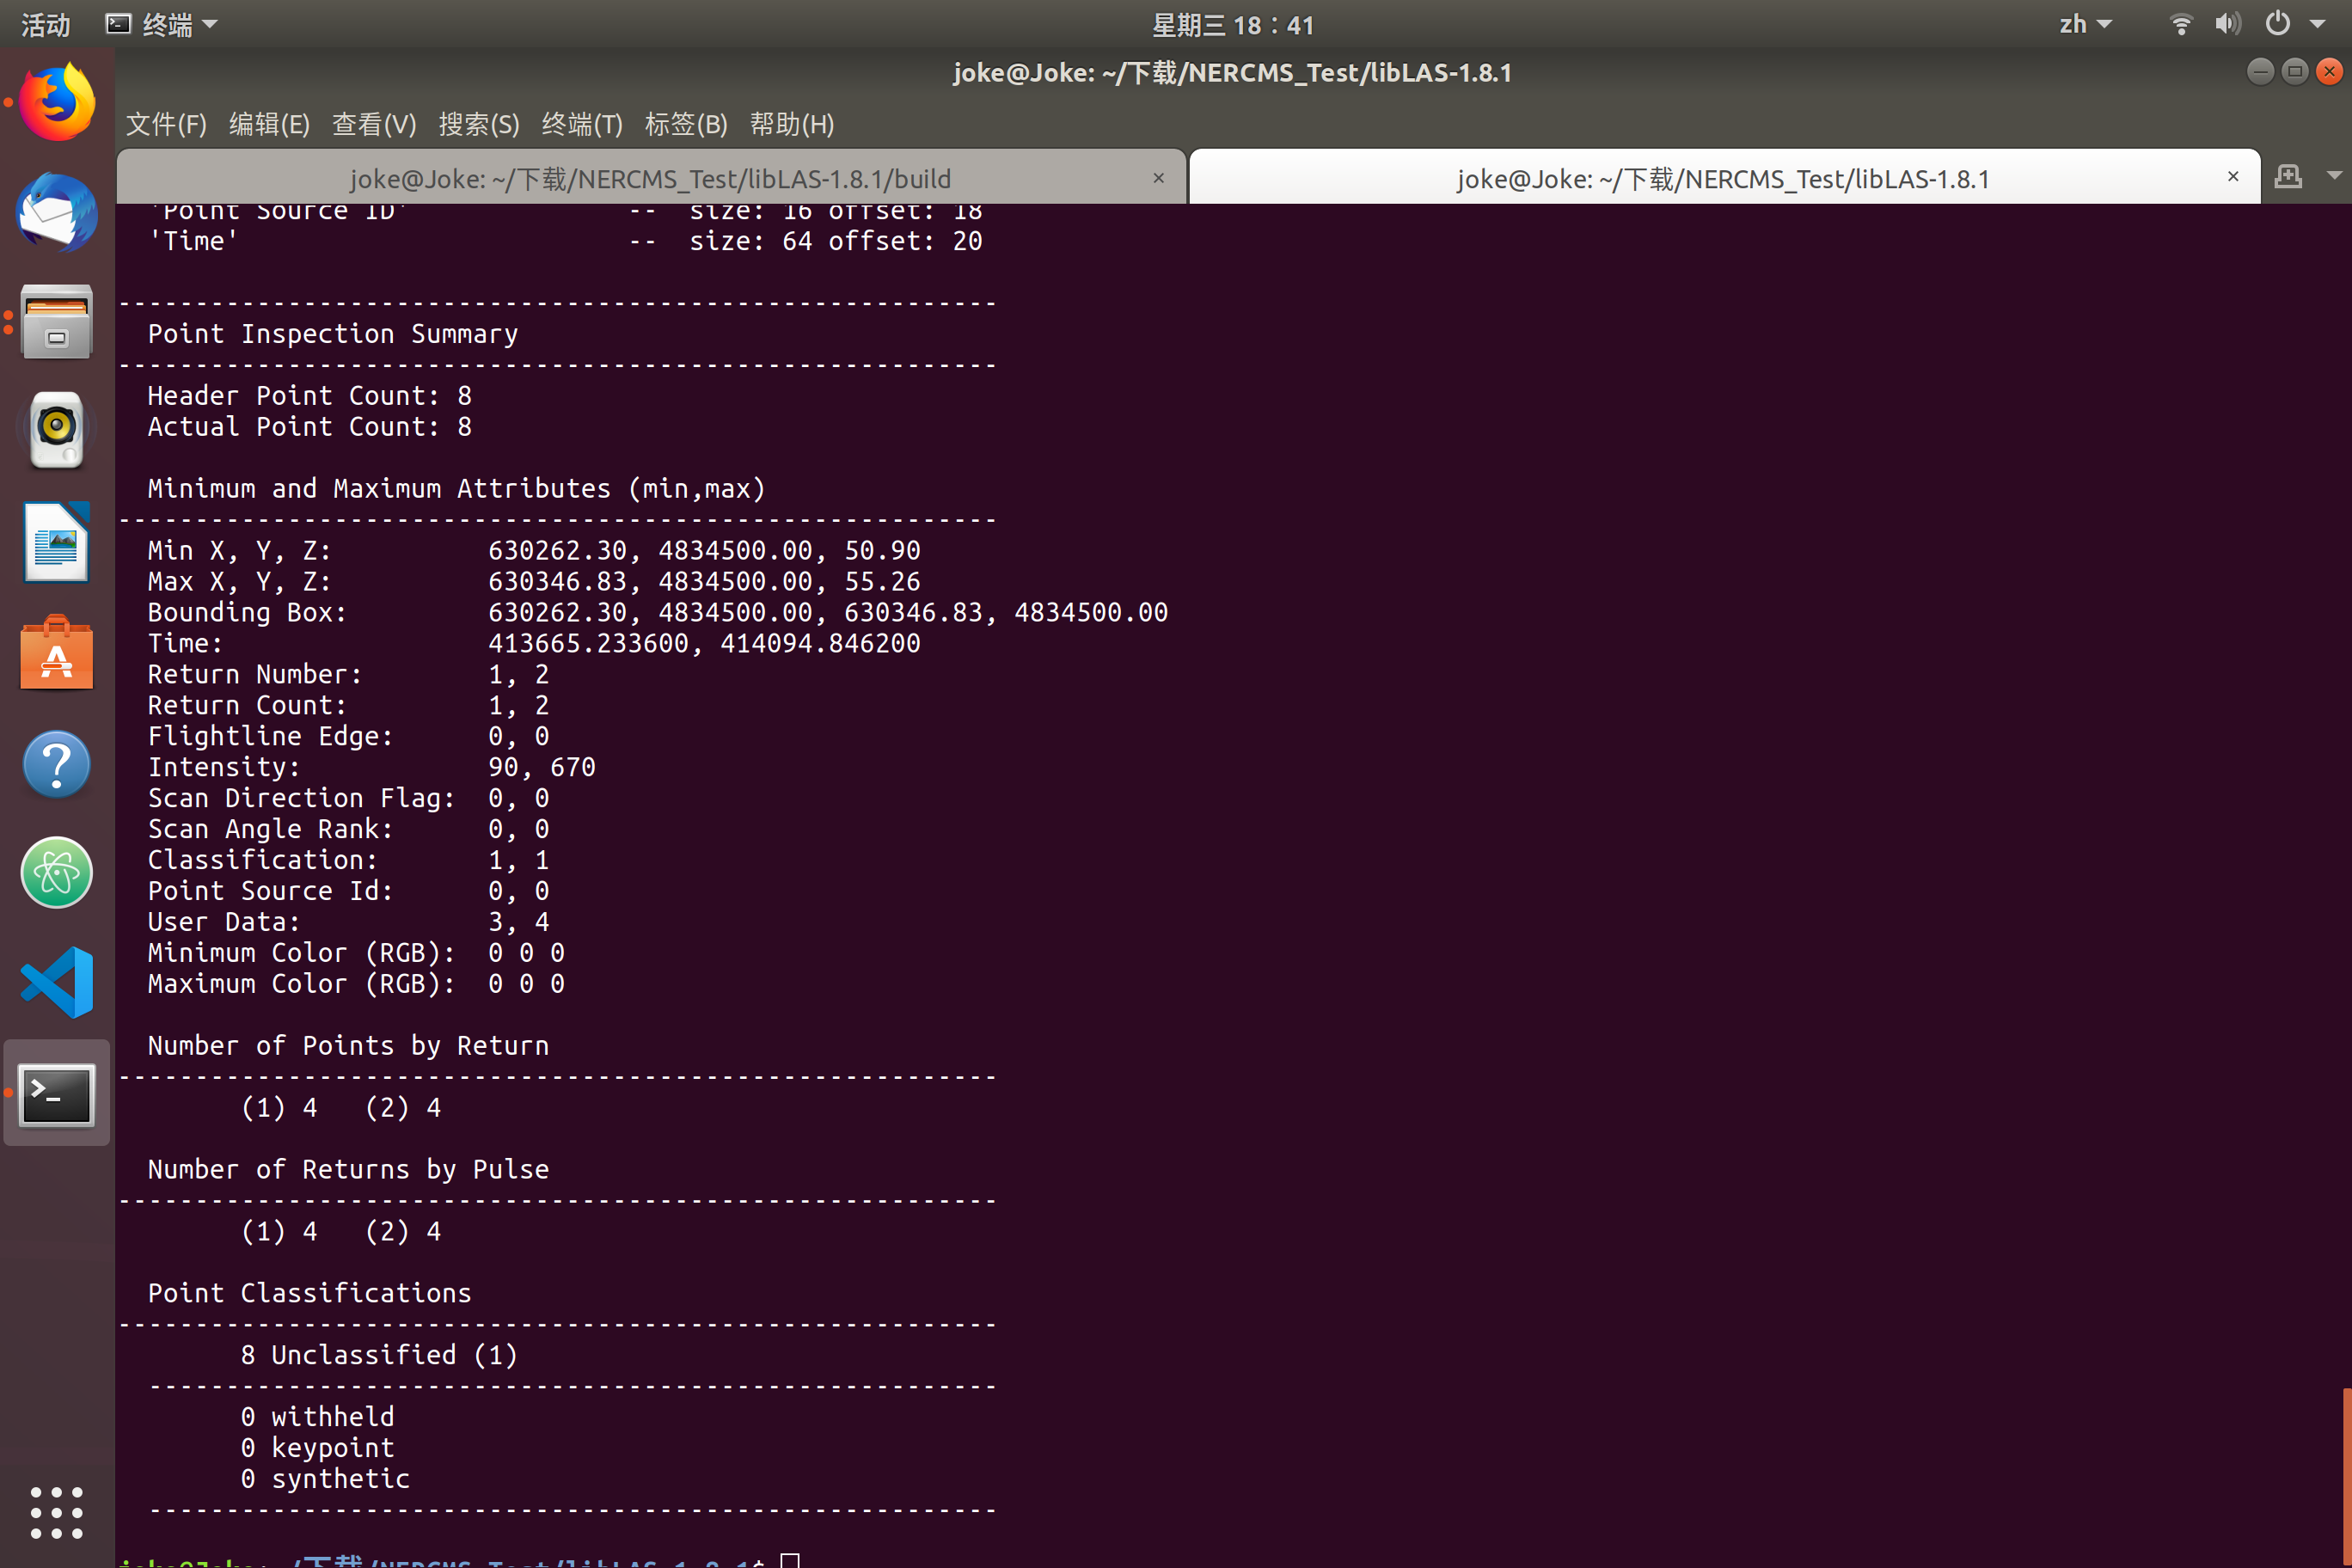 活动 终端 星期三 18：41 zh
joke@Joke: ~/下载/NERCMS_Test/libLAS-1.8.1
文件(F) 编辑(E) 查看(V) 搜索(S) 终端(T) 标签(B) 帮助(H)
joke@Joke: ~/下载/NERCMS_Test/libLAS-1.8.1/build × joke@Joke: ~/下载/NERCMS_Test/libLAS-1.8.1 ×
'Point Source ID' -- size: 16 offset: 18
'Time' -- size: 64 offset: 20
---------------------------------------------------------
Point Inspection Summary
---------------------------------------------------------
Header Point Count: 8
Actual Point Count: 8
Minimum and Maximum Attributes (min,max)
---------------------------------------------------------
Min X, Y, Z: 630262.30, 4834500.00, 50.90
Max X, Y, Z: 630346.83, 4834500.00, 55.26
Bounding Box: 630262.30, 4834500.00, 630346.83, 4834500.00
Time: 413665.233600, 414094.846200
Return Number: 1, 2
Return Count: 1, 2
Flightline Edge: 0, 0
Intensity: 90, 670
Scan Direction Flag: 0, 0
Scan Angle Rank: 0, 0
Classification: 1, 1
Point Source Id: 0, 0
User Data: 3, 4
Minimum Color (RGB): 0 0 0
Maximum Color (RGB): 0 0 0
Number of Points by Return
---------------------------------------------------------
(1) 4 (2) 4
Number of Returns by Pulse
---------------------------------------------------------
(1) 4 (2) 4
Point Classifications
---------------------------------------------------------
8 Unclassified (1)
-------------------------------------------------------
0 withheld
0 keypoint
0 synthetic
-------------------------------------------------------
joke@Joke:~/下载/NERCMS_Test/libLAS-1.8.1$